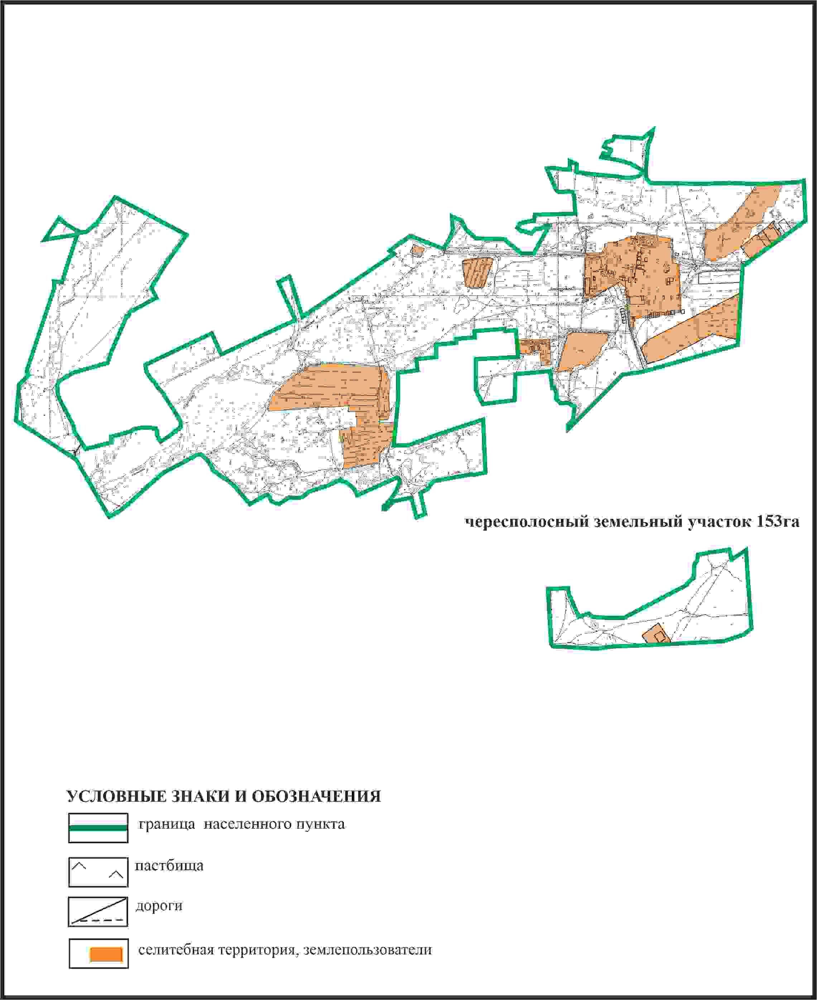 чересполосный земельный участок 153га
УСЛОВНЫЕ ЗНАКИ И ОБОЗНАЧЕНИЯ
граница населенного пункта
пастбища
дороги
селитебная территория, землепользователи